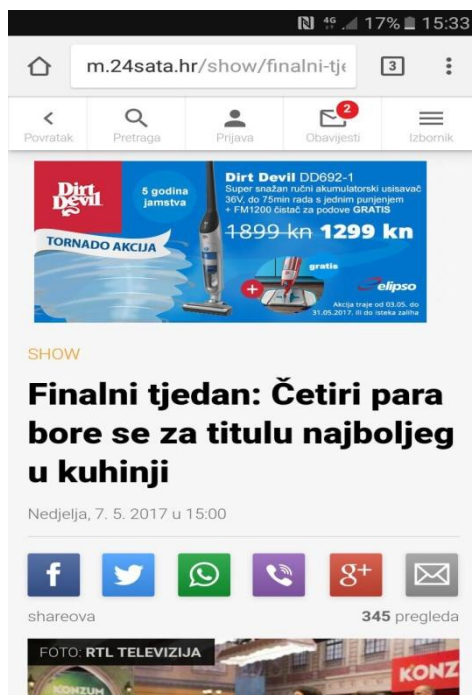 4G 17% 15:33
m.24sata.hr/show/finalni-tje
3
2
Povratak Pretraga Prijava Obavijesti Izbornik
Dirt Devil
5 godina
jamstva
TORNADO AKCIJA
Dirt Devil DD692-1
Super snažan ručni akumulatorski usisavač
36V, do 75min rada s jednim punjenjem
+ FM1200 čistač za podove GRATIS
1899 kn 1299 kn
gratis
+
elipso
Akcija traje od 03.05. do
31.05.2017. ili do isteka zaliha
SHOW
Finalni tjedan: Četiri para
bore se za titulu najboljeg
u kuhinji
Nedjelja, 7. 5. 2017 u 15:00
f g+
shareova 345 pregleda
FOTO: RTL TELEVIZIJA
KONZUM KONZ